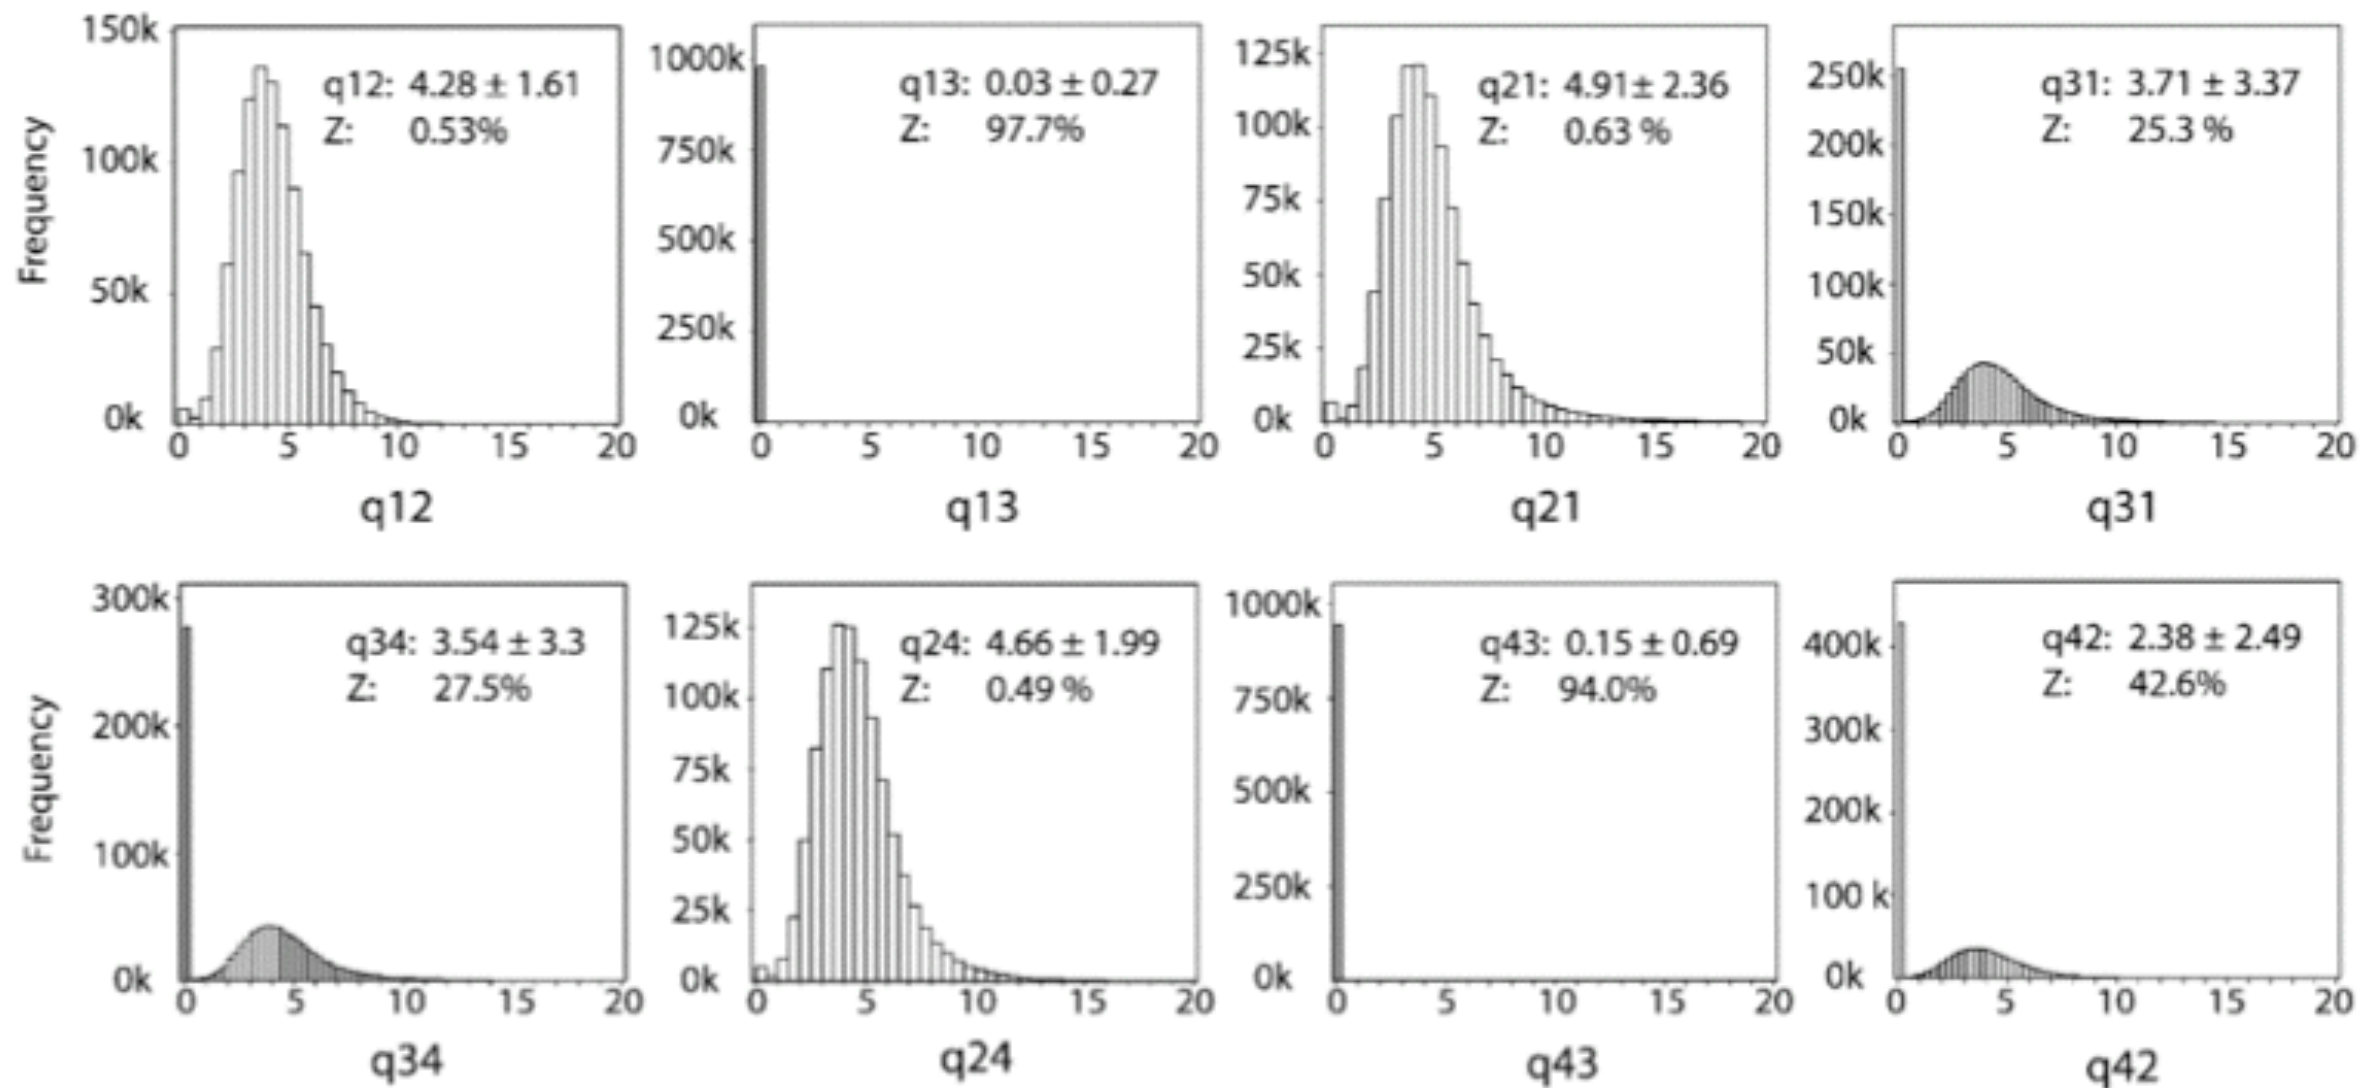 150k
100k
50k
0k
Frequency
q12: 4.28 ± 1.61
Z: 0.53%
0 5 10 15 20
q12
1000k
750k
500k
250k
0k
q13: 0.03 ± 0.27
Z: 97.7%
0 5 10 15 20
q13
125k
100k
75k
50k
25k
0k
q21: 4.91± 2.36
Z: 0.63 %
0 5 10 15 20
q21
250k
200k
150k
100k
50k
0k
q31: 3.71 ± 3.37
Z: 25.3 %
0 5 10 15 20
q31
300k
200k
100k
0k
Frequency
q34: 3.54 ± 3.3
Z: 27.5%
0 5 10 15 20
q34
125k
100k
75k
50k
25k
0k
q24: 4.66 ± 1.99
Z: 0.49 %
0 5 10 15 20
q24
1000k
750k
500k
250k
0k
q43: 0.15 ± 0.69
Z: 94.0%
0 5 10 15 20
q43
400k
300k
200k
100 k
0k
q42: 2.38 ± 2.49
Z: 42.6%
0 5 10 15 20
q42